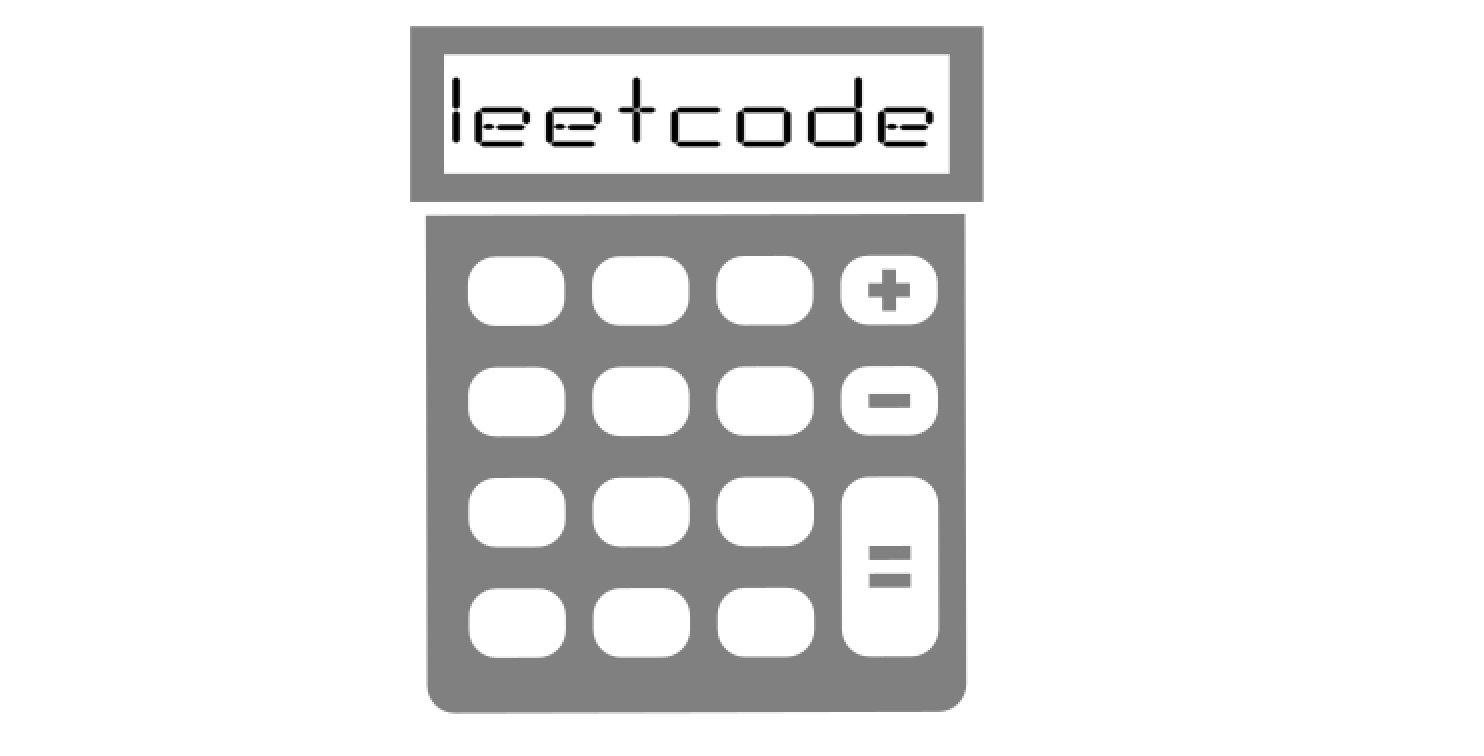 leetcode
+
-
=